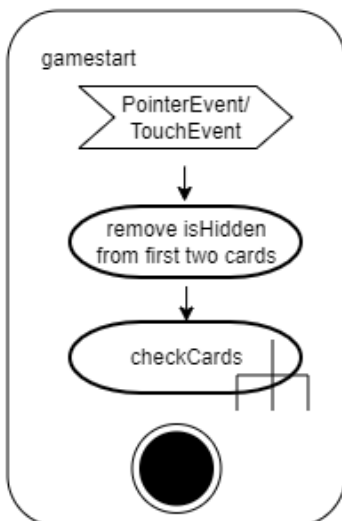 gamestart
PointerEvent/
TouchEvent
remove isHidden
from first two cards
checkCards